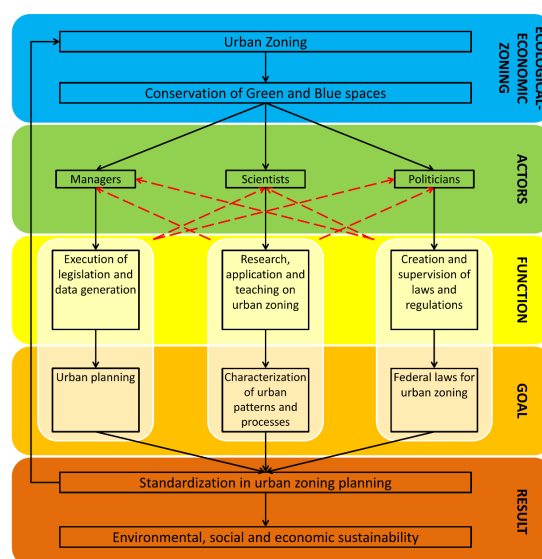 Urban Zoning
Conservation of Green and Blue spaces
ECOLOGICAL-
ECONOMIC
ZONING
Managers
Scientists
Politicians
ACTORS
Execution of
legislation and
data generation
Research,
application and
teaching on
urban zoning
Creation and
supervision of
laws and
regulations
FUNCTION
Urban planning
Characterization
of urban
patterns and
processes
Federal laws for
urban zoning
GOAL
Standardization in urban zoning planning
Environmental, social and economic sustainability
RESULT